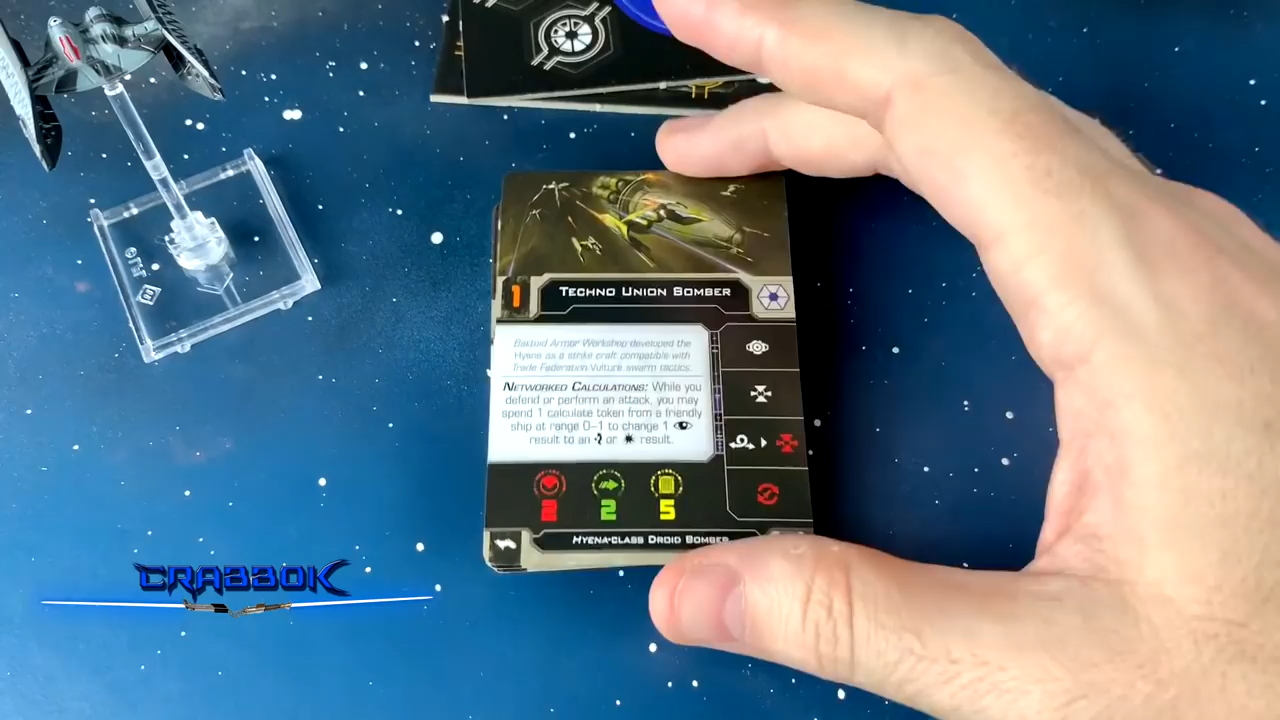 1
TECHNO UNION BOMBER
Baktoid Armor Workshop developed the
Hyena as a strike craft compatible with
Trade Federation Vulture swarm tactics.
NETWORKED CALCULATIONS: While you
defend or perform an attack, you may
spend 1 calculate token from a friendly
ship at range 0–1 to change 1
result to an or result.
2 2 5
HYENA-CLASS DROID BOMBER
CRABBOK